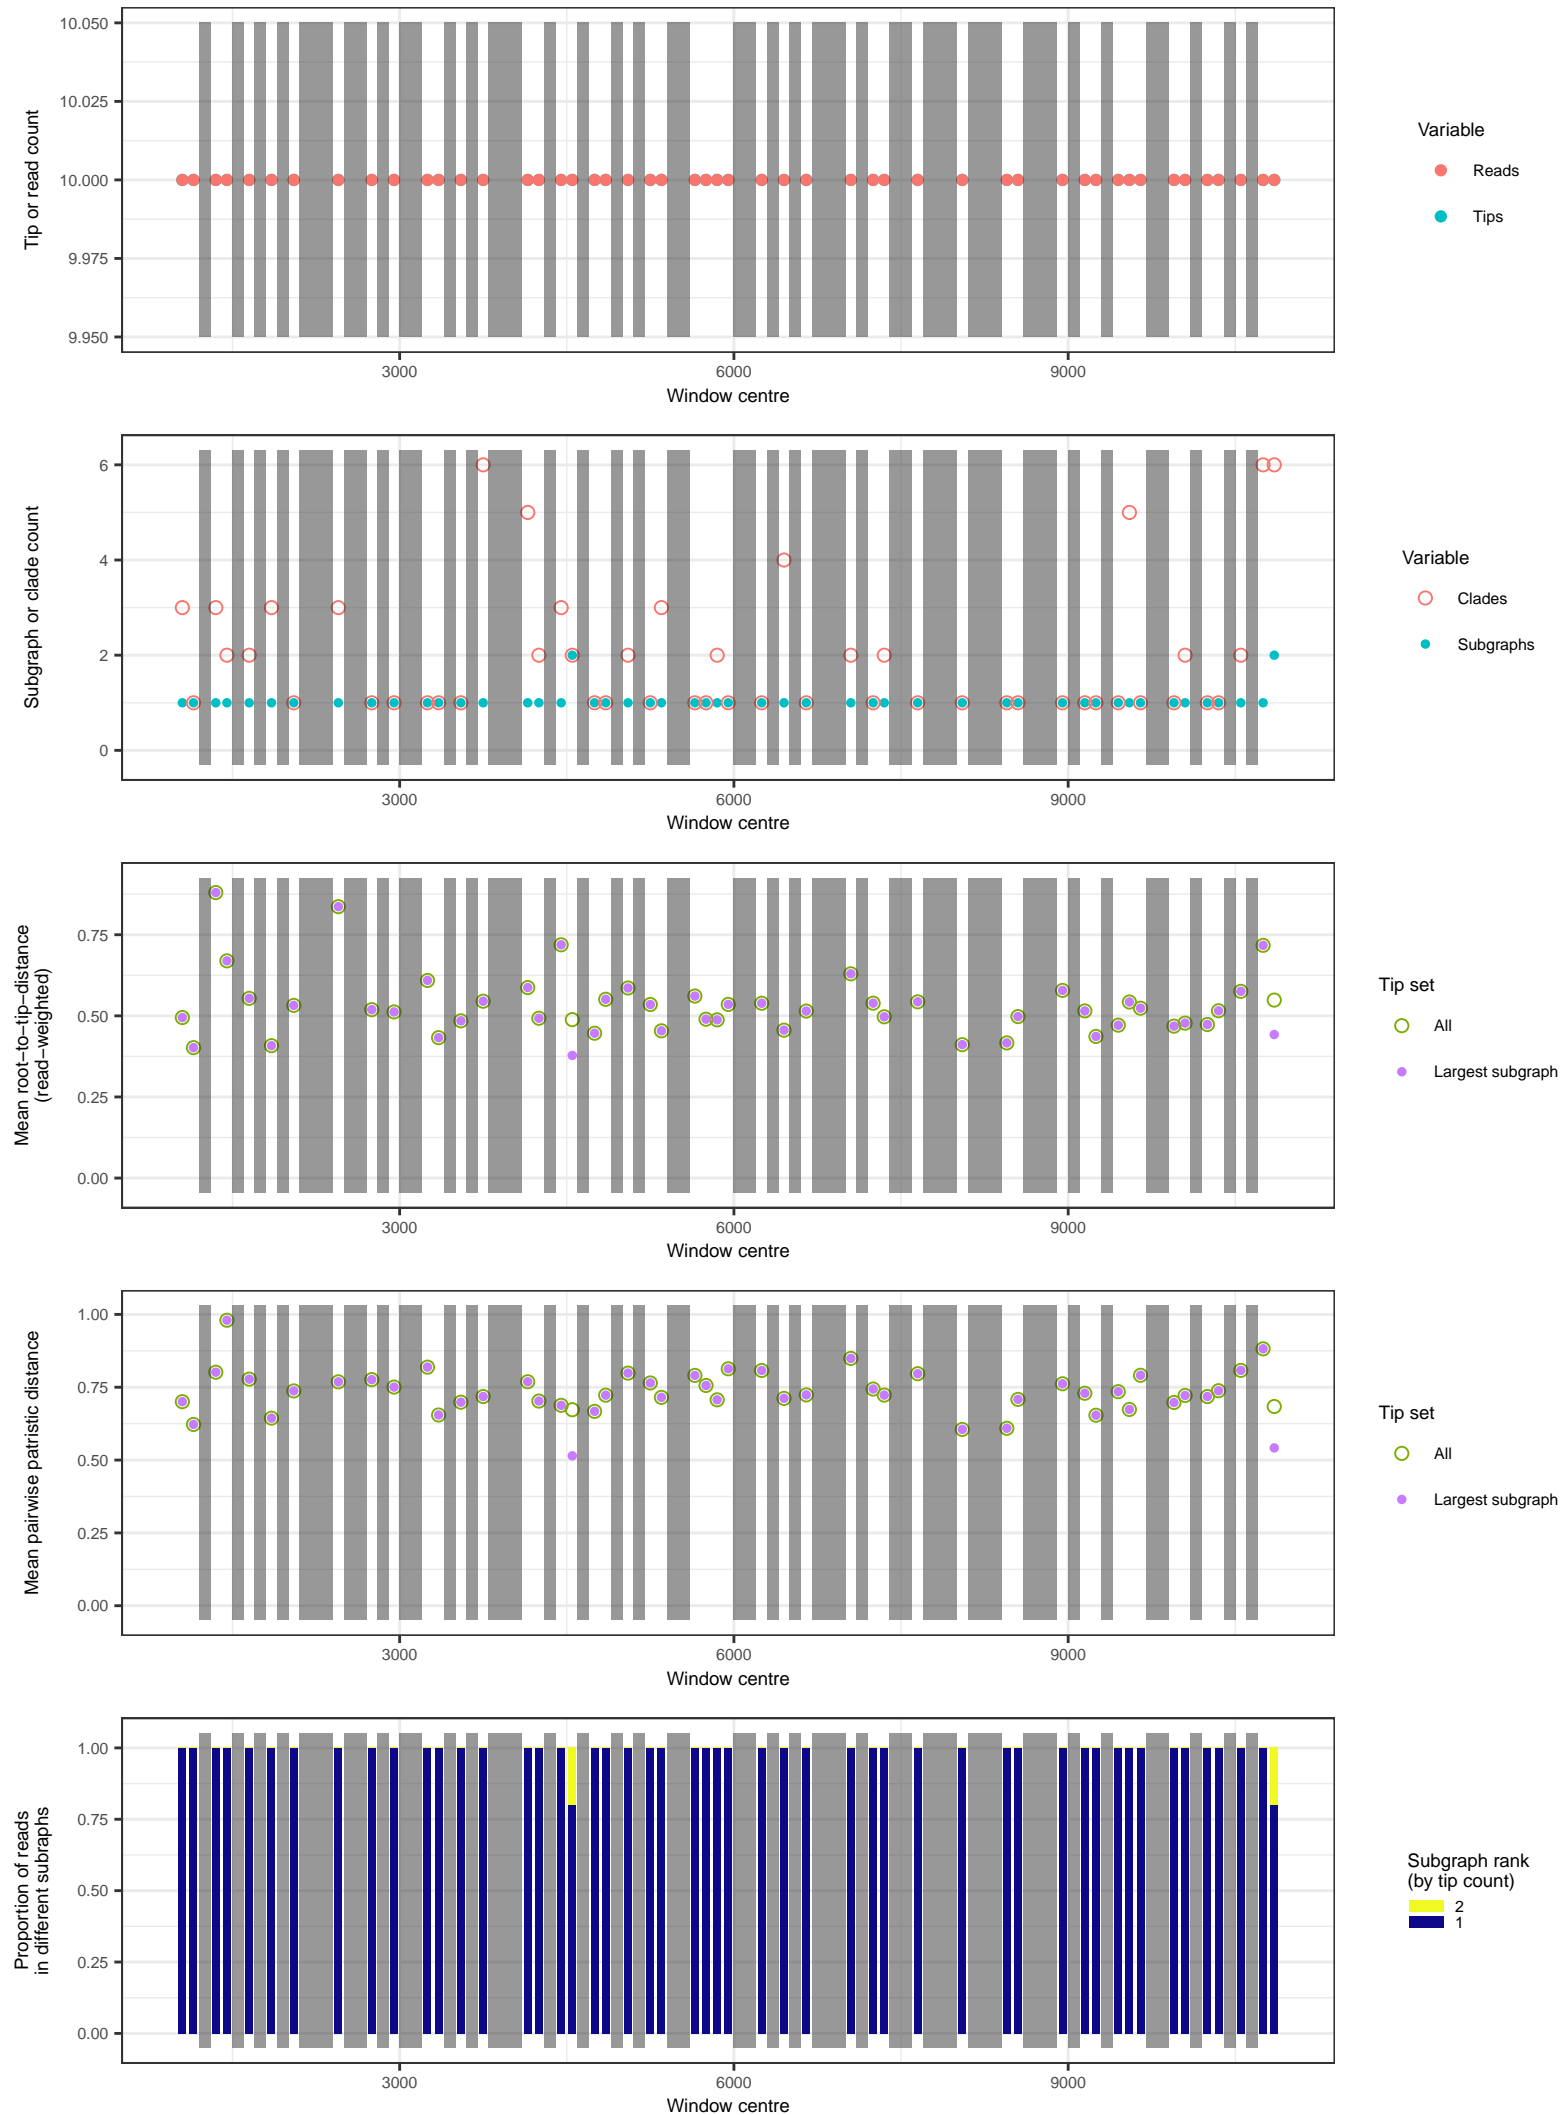 10.050
10.025
10.000
9.975
9.950
Tip or read count
3000
6000
9000
Window centre
Variable
Reads
Tips
6
4
2
0
Subgraph or clade count
3000
6000
9000
Window centre
Variable
Clades
Subgraphs
0.75
0.50
0.25
0.00
Mean root−to−tip−distance
(read−weighted)
3000
6000
9000
Window centre
Tip set
All
Largest subgraph
1.00
0.75
0.50
0.25
0.00
Mean pairwise patristic distance
3000
6000
9000
Window centre
Tip set
All
Largest subgraph
1.00
0.75
0.50
0.25
0.00
Proportion of reads
in different subraphs
3000
6000
9000
Window centre
Subgraph rank
(by tip count)
2
1